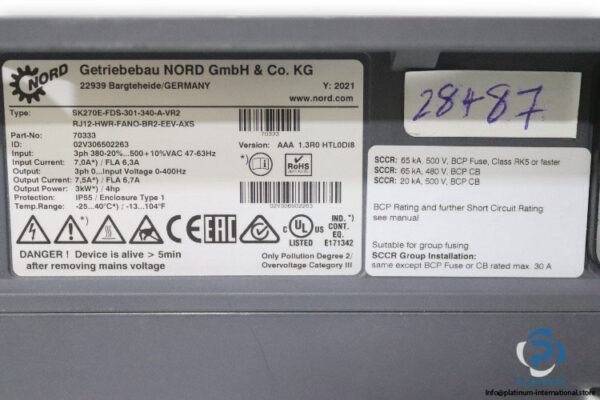 NORD
Getriebebau NORD GmbH & Co. KG
22939 Bargteheide/GERMANY
Y: 2021
www.nord.com
Type: SK270E-FDS-301-340-A-VR2
RJ12-HWR-FANO-BR2-EEV-AXS
Part-No: 70333
70333
ID: 02V306502263
Version: AAA 1.3R0 HTL0DI8
Input: 3ph 380-20%...500+10%VAC 47-63Hz
Input Current: 7,0A*) / FLA 6,3A
Output: 3ph 0...Input Voltage 0-400Hz
Output Current: 7,5A*) / FLA 6,7A
Output Power: 3kW*) / 4hp
Protection: IP55 / Enclosure Type 1
Temp.Range: -25...40°C*) / -13...104°F
*)
RoHS
02V306502263
*)
CE
EAC
C UL US
LISTED
IND. *)
CONT.
EQ.
E171342
DANGER ! Device is alive > 5min
after removing mains voltage
Only Pollution Degree 2/
Overvoltage Category III
28487
SCCR: 65 kA, 500 V, BCP Fuse, Class RK5 or faster
SCCR: 65 kA, 480 V, BCP CB
SCCR: 20 kA, 500 V, BCP CB
BCP Rating and further Short Circuit Rating
see manual
Suitable for group fusing
SCCR Group Installation:
same except BCP Fuse or CB rated max. 30 A
PLATINUM
info@platinum-international.store